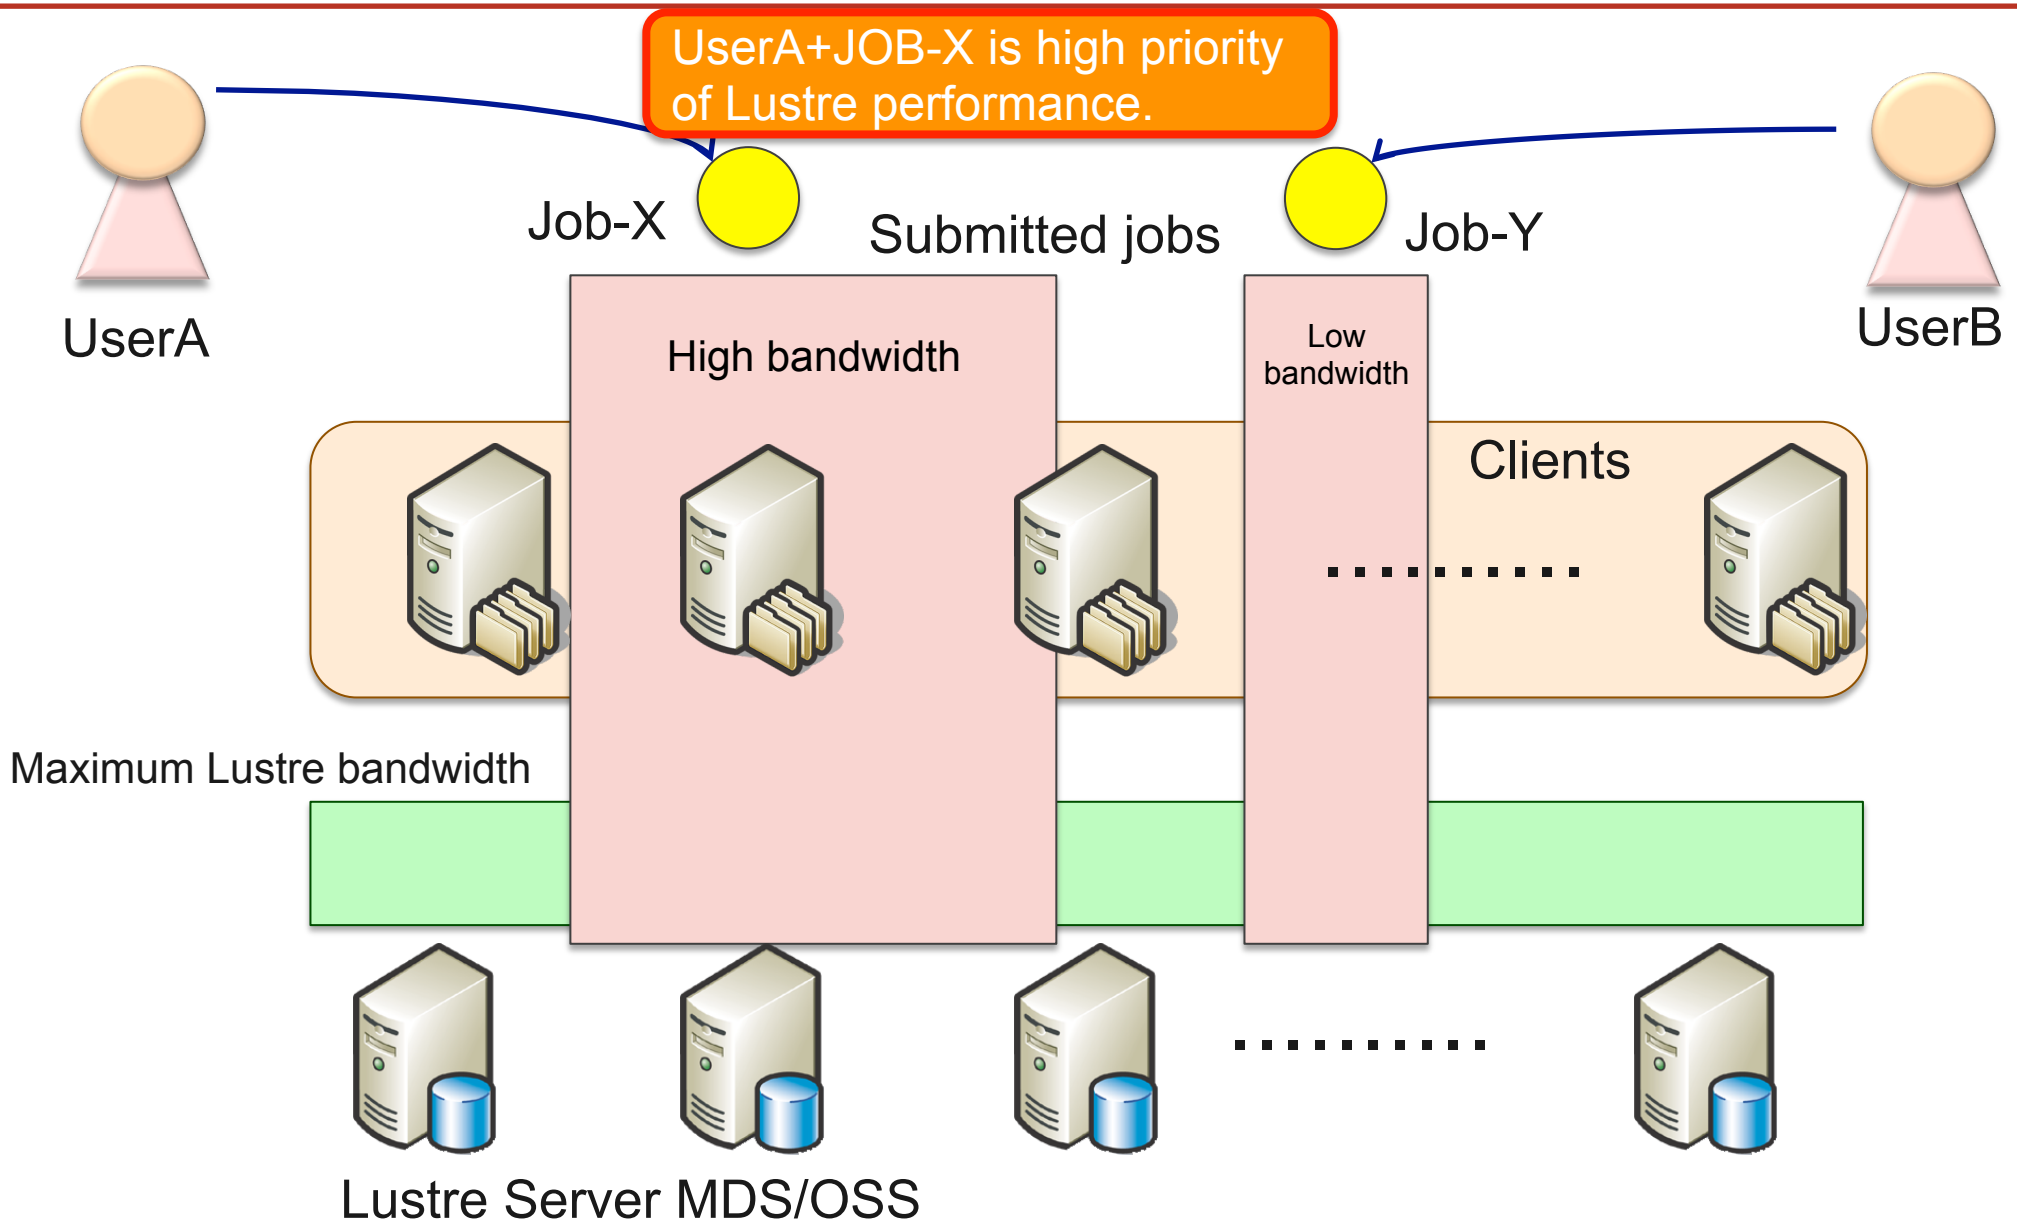 UserA+JOB-X is high priority
of Lustre performance.
Job-X
Submitted jobs
Job-Y
UserA
UserB
High bandwidth
Low
bandwidth
Clients
Maximum Lustre bandwidth
Lustre Server MDS/OSS